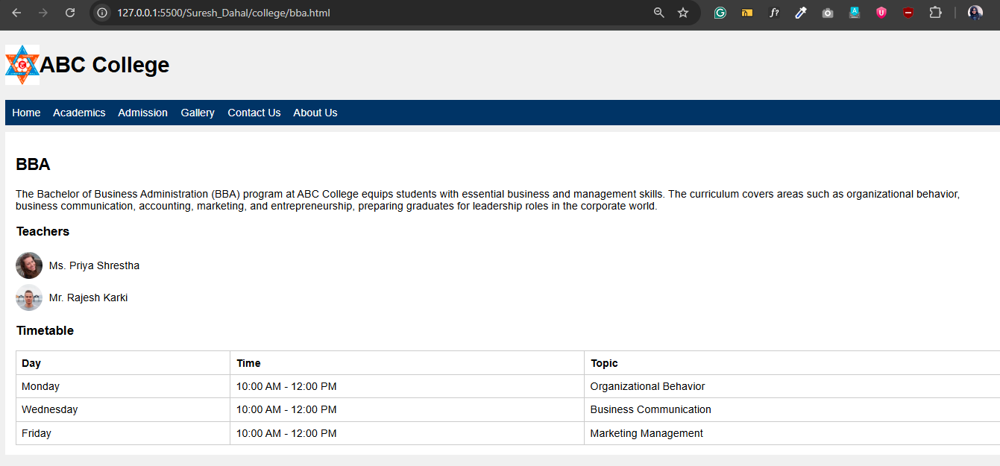 127.0.0.1:5500/Suresh_Dahal/college/bba.html
ABC College
Home Academics Admission Gallery Contact Us About Us
BBA
The Bachelor of Business Administration (BBA) program at ABC College equips students with essential business and management skills. The curriculum covers areas such as organizational behavior,
business communication, accounting, marketing, and entrepreneurship, preparing graduates for leadership roles in the corporate world.
Teachers
Ms. Priya Shrestha
Mr. Rajesh Karki
Timetable
Day Time Topic
Monday 10:00 AM - 12:00 PM Organizational Behavior
Wednesday 10:00 AM - 12:00 PM Business Communication
Friday 10:00 AM - 12:00 PM Marketing Management